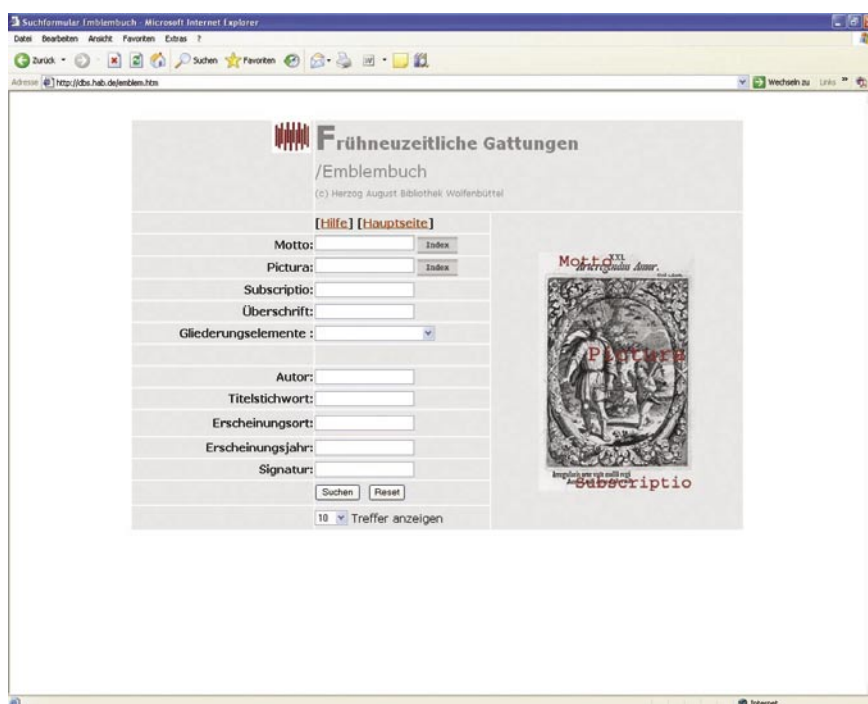 Suchformular Emblembuch - Microsoft Internet Explorer
Datei Bearbeiten Ansicht Favoriten Extras ?
Zurück Suchen Favoriten
Adresse http://dbs.hab.de/emblem.htm Wechseln zu Links »
Frühneuzeitliche Gattungen
/Emblembuch
(c) Herzog August Bibliothek Wolfenbüttel
[Hilfe] [Hauptseite]
Motto: Index
Pictura: Index
Subscriptio:
Überschrift:
Gliederungselemente :
Autor:
Titelstichwort:
Erscheinungsort:
Erscheinungsjahr:
Signatur:
Suchen Reset
10 Treffer anzeigen
Motto
XXI.
Amor.
Pictura
Subscriptio
Internet